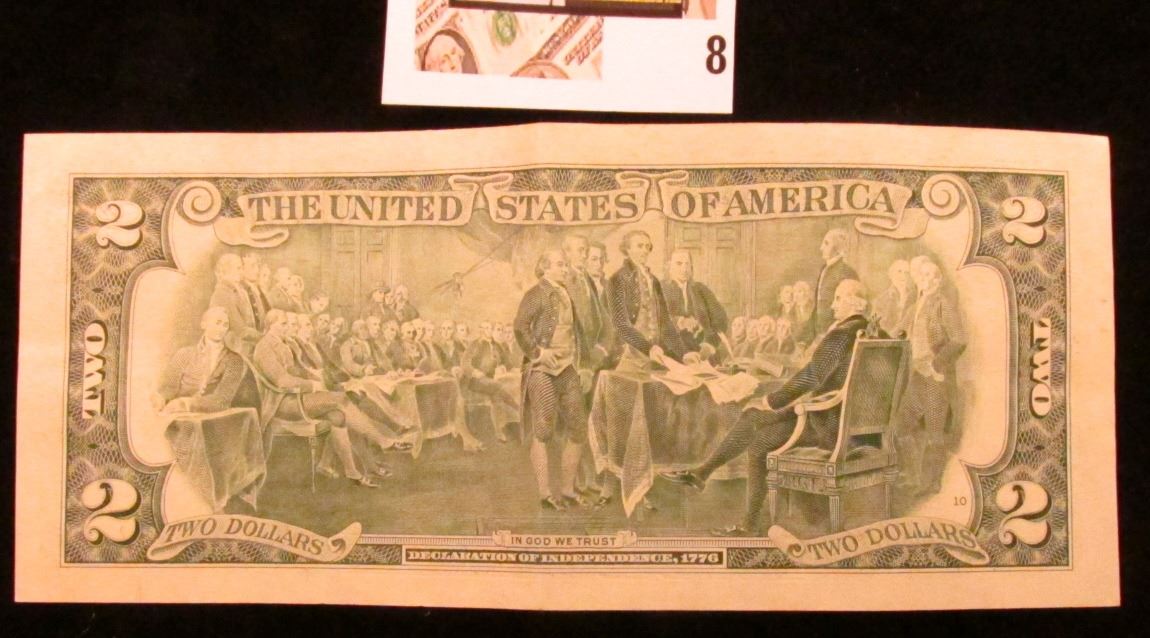 8
THE UNITED STATES OF AMERICA
2
2
TWO
TWO
2
10
2
TWO DOLLARS
IN GOD WE TRUST
TWO DOLLARS
DECLARATION OF INDEPENDENCE, 1776